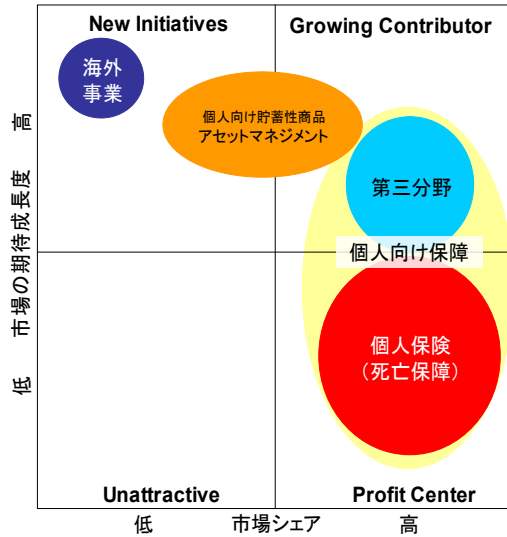 New Initiatives
Growing Contributor
海外
事業
個人向け貯蓄性商品
アセットマネジメント
第三分野
個人向け保障
個人保険
（死亡保障）
Unattractive
Profit Center
高
市場の期待成長度
低
低
市場シェア
高